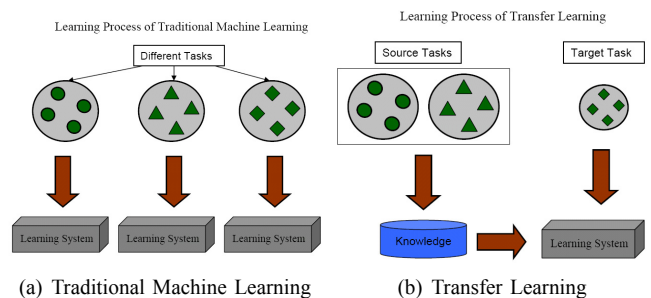 Learning Process of Traditional Machine Learning
Different Tasks
Learning System
Learning System
Learning System
(a) Traditional Machine Learning
Learning Process of Transfer Learning
Source Tasks
Target Task
Knowledge
Learning System
(b) Transfer Learning